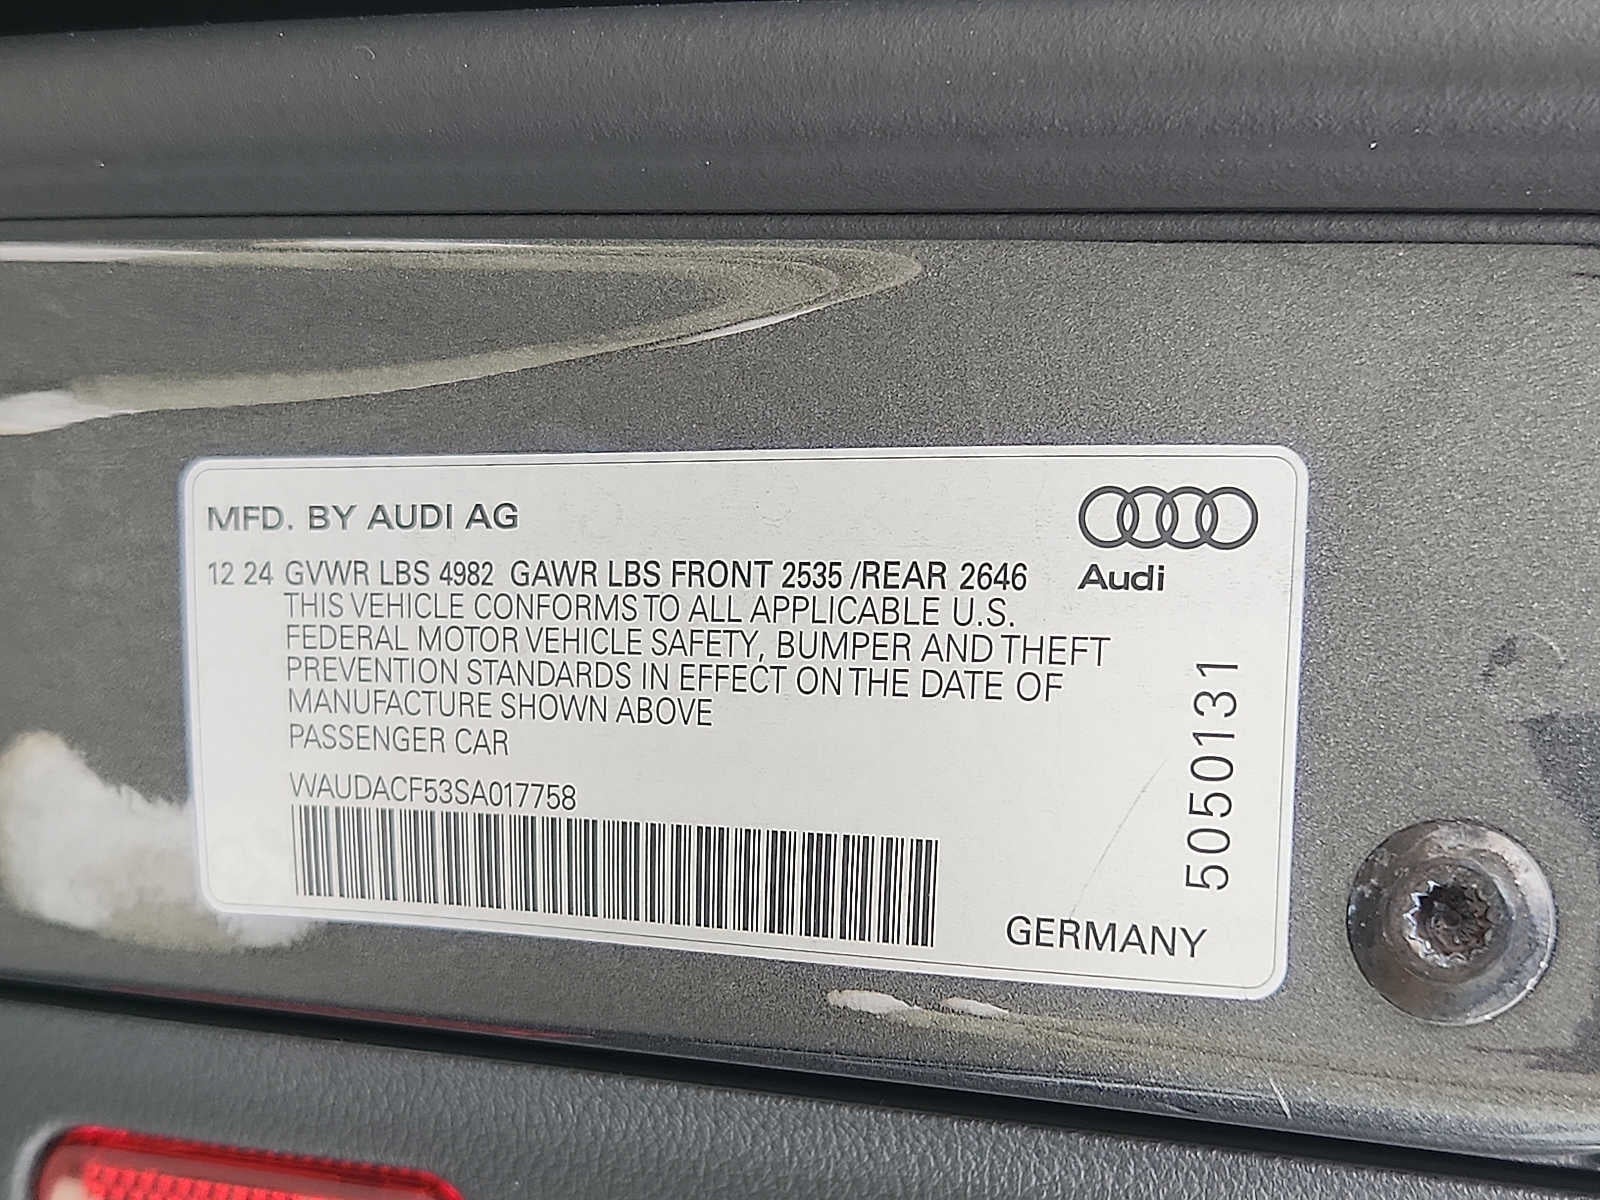 MFD. BY AUDI AG
Audi
12 24 GVWR LBS 4982 GAWR LBS FRONT 2535 /REAR 2646
THIS VEHICLE CONFORMS TO ALL APPLICABLE U.S.
FEDERAL MOTOR VEHICLE SAFETY, BUMPER AND THEFT
PREVENTION STANDARDS IN EFFECT ON THE DATE OF
MANUFACTURE SHOWN ABOVE
PASSENGER CAR
WAUDACF53SA017758
5050131
GERMANY